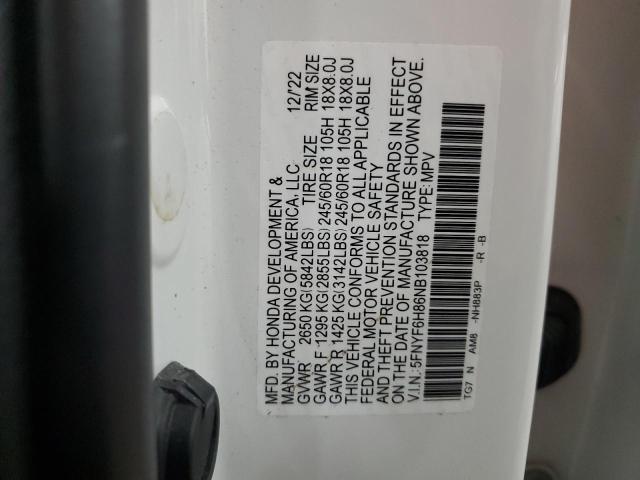 MFD. BY HONDA DEVELOPMENT &
MANUFACTURING OF AMERICA, LLC. 12/'22
GVWR 2650 KG(5842LBS) TIRE SIZE RIM SIZE
GAWR F 1295 KG(2855LBS) 245/60R18 105H 18X8.0J
GAWR R 1425 KG(3142LBS) 245/60R18 105H 18X8.0J
THIS VEHICLE CONFORMS TO ALL APPLICABLE
FEDERAL MOTOR VEHICLE SAFETY
AND THEFT PREVENTION STANDARDS IN EFFECT
ON THE DATE OF MANUFACTURE SHOWN ABOVE.
V.I.N.:5FNYF6H86NB103818 TYPE:MPV
TG7 N AM8 -NH883P -R -B